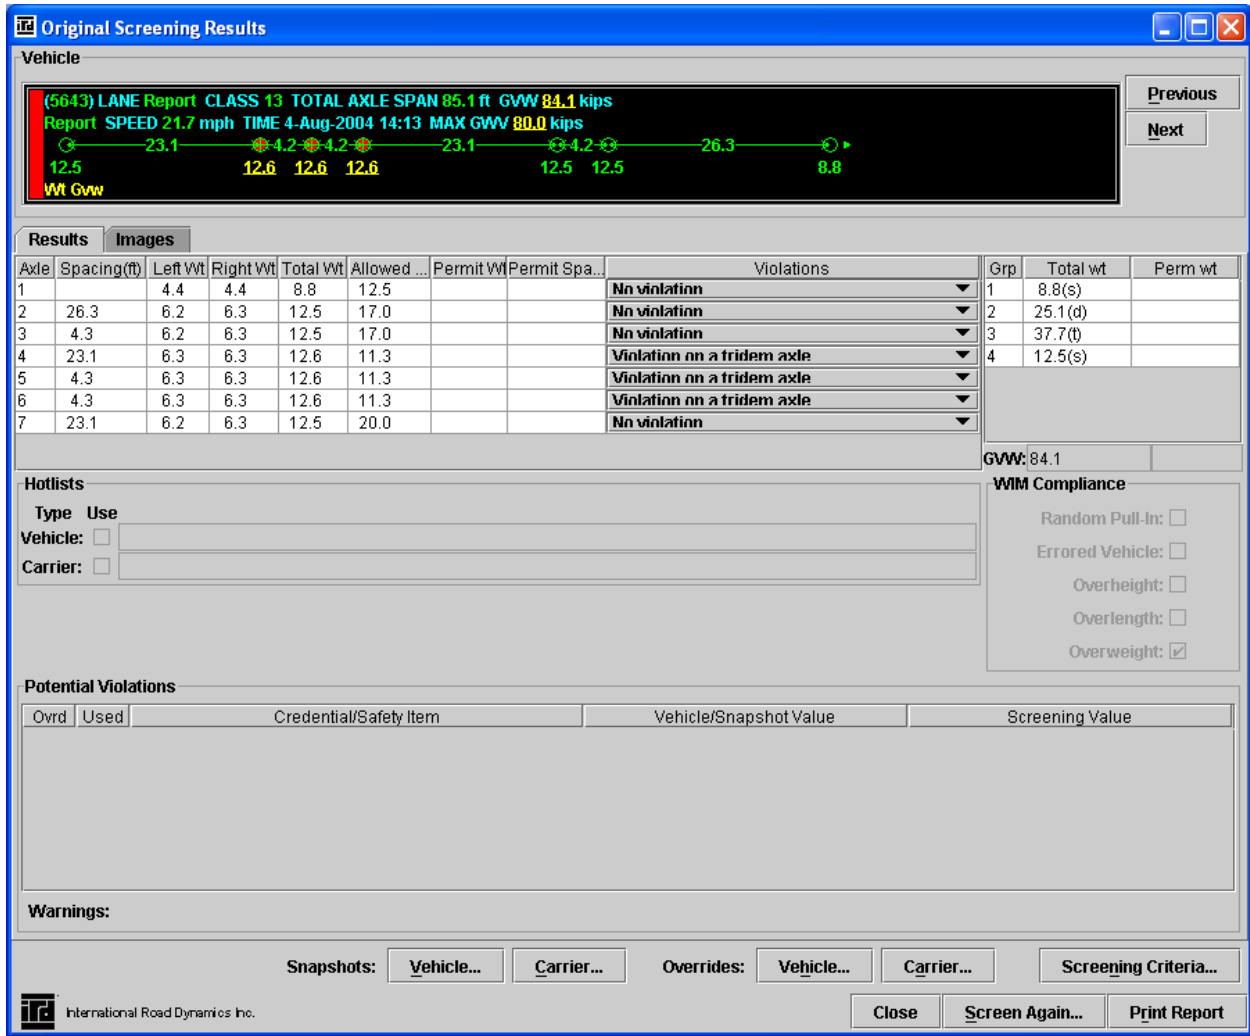 Original Screening Results
Vehicle
(5643) LANE Report CLASS 13 TOTAL AXLE SPAN 85.1 ft GVW 84.1 kips
Report SPEED 21.7 mph TIME 4-Aug-2004 14:13 MAX GWV 80.0 kips
23.1 4.2 4.2 23.1 4.2 26.3
12.5 12.6 12.6 12.6 12.5 12.5 8.8
Wt Gvw
Previous
Next
Results Images
Axle Spacing(ft) Left Wt Right Wt Total Wt Allowed ... Permit Wt Permit Spa... Violations
1 4.4 4.4 8.8 12.5 No violation
2 26.3 6.2 6.3 12.5 17.0 No violation
3 4.3 6.2 6.3 12.5 17.0 No violation
4 23.1 6.3 6.3 12.6 11.3 Violation on a tridem axle
5 4.3 6.3 6.3 12.6 11.3 Violation on a tridem axle
6 4.3 6.3 6.3 12.6 11.3 Violation on a tridem axle
7 23.1 6.2 6.3 12.5 20.0 No violation
Grp Total wt Perm wt
1 8.8(s)
2 25.1(d)
3 37.7(t)
4 12.5(s)
GVW: 84.1
Hotlists
Type Use
Vehicle:
Carrier:
WIM Compliance
Random Pull-In:
Errored Vehicle:
Overheight:
Overlength:
Overweight:
Potential Violations
Ovrd Used Credential/Safety Item Vehicle/Snapshot Value Screening Value
Warnings:
Snapshots: Vehicle... Carrier... Overrides: Vehicle... Carrier... Screening Criteria...
ird International Road Dynamics Inc. Close Screen Again... Print Report